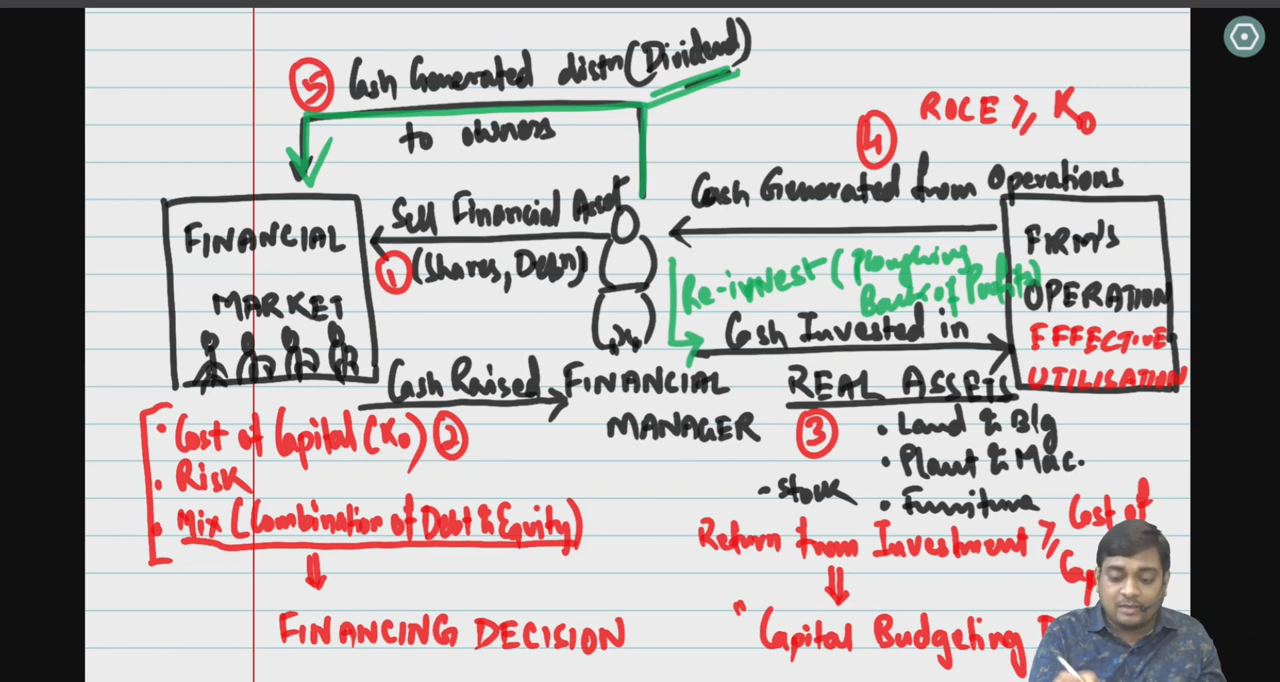 ⑤ Cash Generated distn (Dividend)
to owners
④ ROCE ⩾ K₀
Cash Generated from Operations
Sell Financial Asset
① (Shares, Debn)
FINANCIAL
MARKET
FIRM'S
OPERATION
EFFECTIVE
UTILISATION
Re-invest (Ploughing
Back of Profits)
Cash Invested in
REAL ASSETS
③
Cash Raised
FINANCIAL
MANAGER
• Cost of Capital (K₀) ②
• Risk
• Mix (Combination of Debt & Equity)
⇓
FINANCING DECISION
• Land & Blg
• Plant & Mac.
• Furniture
- Stock
Return from Investment ⩾ Cost of
⇓
" Capital Budgeting